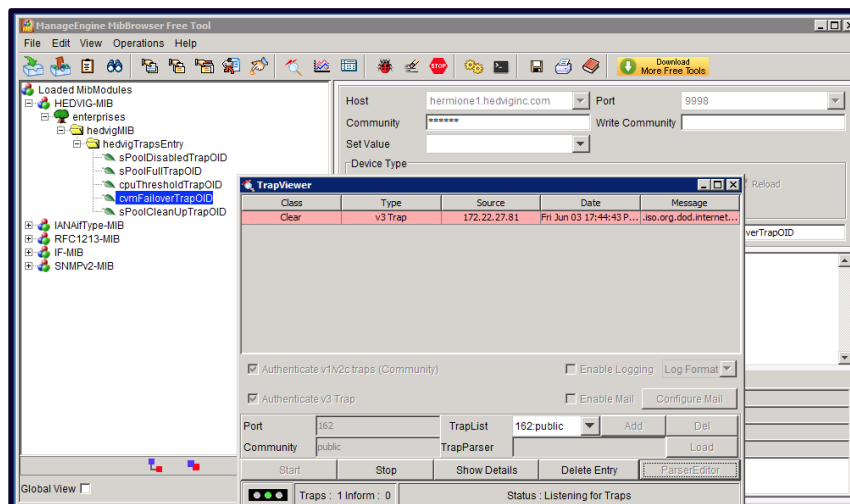 ManageEngine MibBrowser Free Tool
File Edit View Operations Help
STOP
Download
More Free Tools
Loaded MibModules
HEDVIG-MIB
enterprises
hedvigMIB
hedvigTrapsEntry
sPoolDisabledTrapOID
sPoolFullTrapOID
cpuThresholdTrapOID
cvmFailoverTrapOID
sPoolCleanUpTrapOID
IANAifType-MIB
RFC1213-MIB
IF-MIB
SNMPv2-MIB
Global View
Host hermione1.hedviginc.com Port 9998
Community ****** Write Community
Set Value
Device Type
Reload
verTrapOID
TrapViewer
Class Type Source Date Message
Clear v3 Trap 172.22.27.81 Fri Jun 03 17:44:43 P... .iso.org.dod.internet...
Authenticate v1/v2c traps (Community) Enable Logging Log Format
Authenticate v3 Trap Enable Mail Configure Mail
Port 162 TrapList 162:public Add Del
Community public TrapParser Load
Start Stop Show Details Delete Entry ParserEditor
Traps : 1 Inform : 0 Status : Listening for Traps